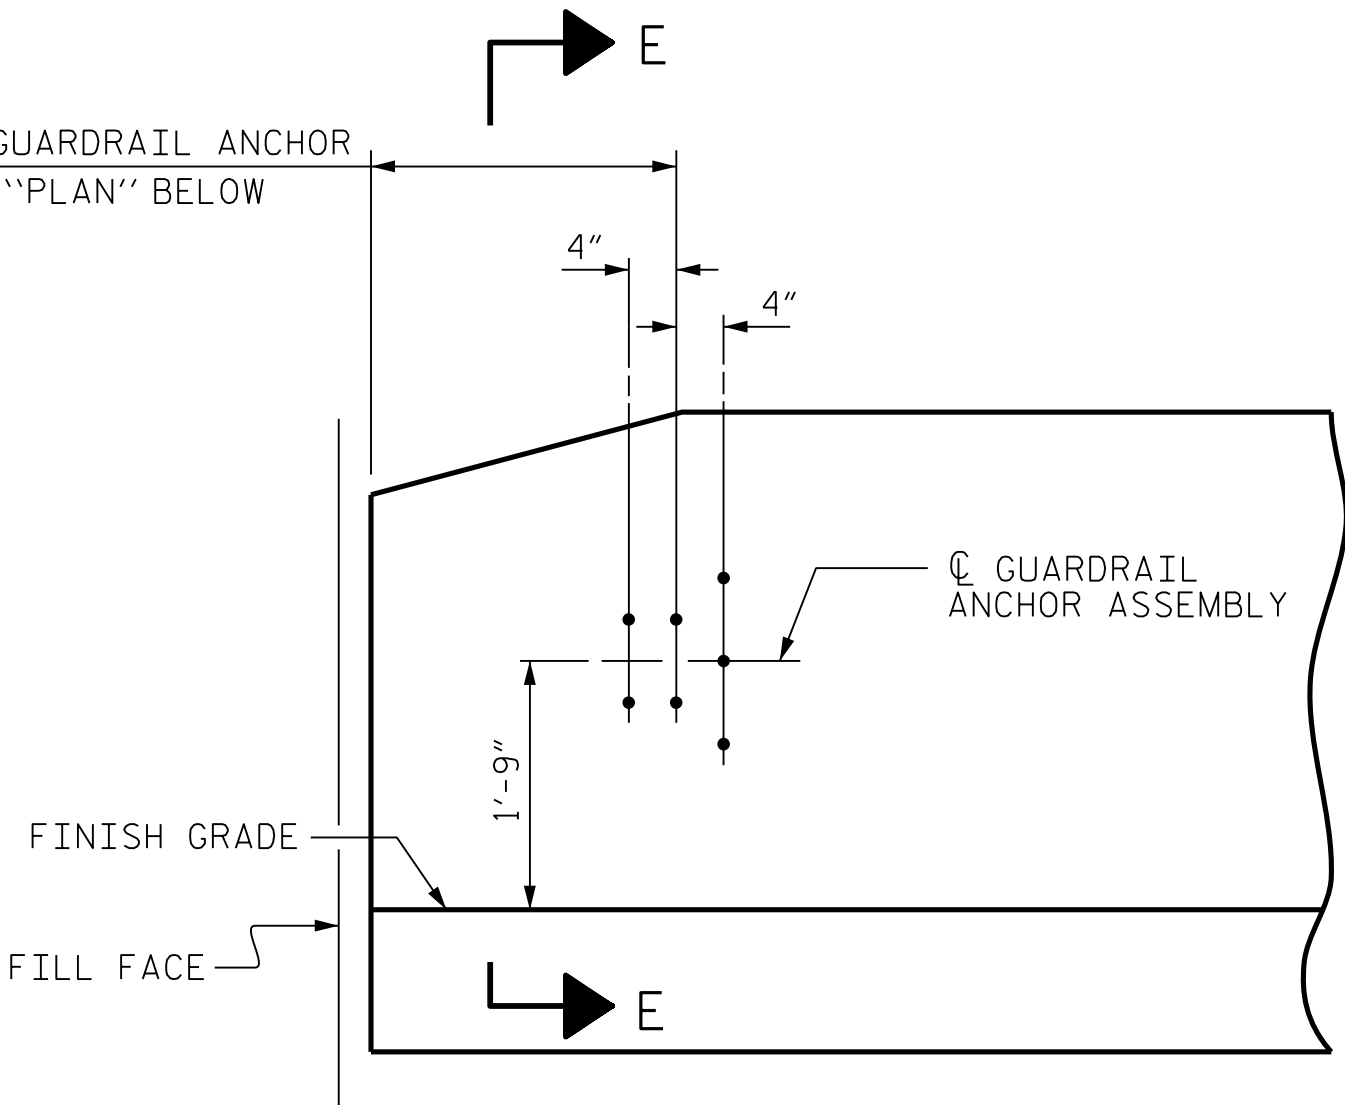 E
GUARDRAIL ANCHOR
"PLAN" BELOW
4"
4"
℄ GUARDRAIL
ANCHOR ASSEMBLY
1'-9"
FINISH GRADE
FILL FACE
E